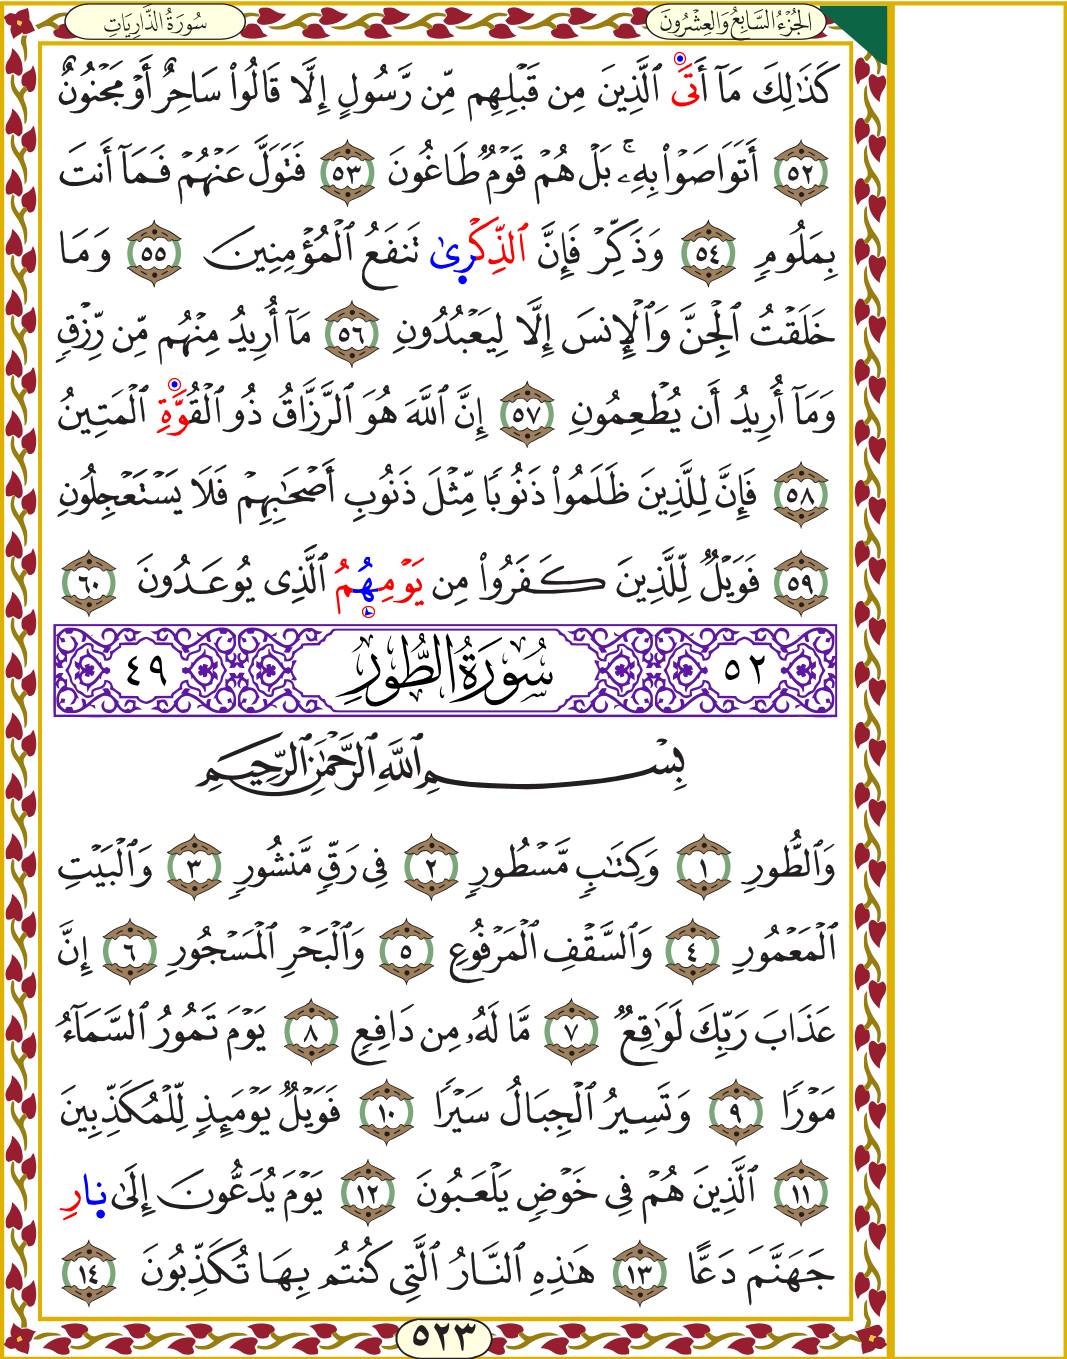 سُورَةُ الذَّارِيَاتِ
الجُزْءُ السَّابِعُ وَالعِشْرُونَ
كَذَٰلِكَ مَآ أَتَى ٱلَّذِينَ مِن قَبْلِهِم مِّن رَّسُولٍ إِلَّا قَالُوا۟ سَاحِرٌ أَوْ مَجْنُونٌ
٥٢ أَتَوَاصَوْا۟ بِهِۦ ۚ بَلْ هُمْ قَوْمٌ طَاغُونَ ٥٣ فَتَوَلَّ عَنْهُمْ فَمَآ أَنتَ
بِمَلُومٍ ٥٤ وَذَكِّرْ فَإِنَّ ٱلذِّكْرَىٰ تَنفَعُ ٱلْمُؤْمِنِينَ ٥٥ وَمَا
خَلَقْتُ ٱلْجِنَّ وَٱلْإِنسَ إِلَّا لِيَعْبُدُونِ ٥٦ مَآ أُرِيدُ مِنْهُم مِّن رِّزْقٍ
وَمَآ أُرِيدُ أَن يُطْعِمُونِ ٥٧ إِنَّ ٱللَّهَ هُوَ ٱلرَّزَّاقُ ذُو ٱلْقُوَّةِ ٱلْمَتِينُ
٥٨ فَإِنَّ لِلَّذِينَ ظَلَمُوا۟ ذَنُوبًا مِّثْلَ ذَنُوبِ أَصْحَٰبِهِمْ فَلَا يَسْتَعْجِلُونِ
٥٩ فَوَيْلٌ لِّلَّذِينَ كَفَرُوا۟ مِن يَوْمِهِمُ ٱلَّذِى يُوعَدُونَ ٦٠
٥٢ سُورَةُ الطُّورِ ٤٩
بِسْمِ ٱللَّهِ ٱلرَّحْمَٰنِ ٱلرَّحِيمِ
وَٱلطُّورِ ١ وَكِتَٰبٍ مَّسْطُورٍ ٢ فِى رَقٍّ مَّنشُورٍ ٣ وَٱلْبَيْتِ
ٱلْمَعْمُورِ ٤ وَٱلسَّقْفِ ٱلْمَرْفُوعِ ٥ وَٱلْبَحْرِ ٱلْمَسْجُورِ ٦ إِنَّ
عَذَابَ رَبِّكَ لَوَٰقِعٌ ٧ مَّا لَهُۥ مِن دَافِعٍ ٨ يَوْمَ تَمُورُ ٱلسَّمَآءُ
مَوْرًا ٩ وَتَسِيرُ ٱلْجِبَالُ سَيْرًا ١٠ فَوَيْلٌ يَوْمَئِذٍ لِّلْمُكَذِّبِينَ
١١ ٱلَّذِينَ هُمْ فِى خَوْضٍ يَلْعَبُونَ ١٢ يَوْمَ يُدَعُّونَ إِلَىٰ نَارِ
جَهَنَّمَ دَعًّا ١٣ هَٰذِهِ ٱلنَّارُ ٱلَّتِى كُنتُم بِهَا تُكَذِّبُونَ ١٤
٥٢٣